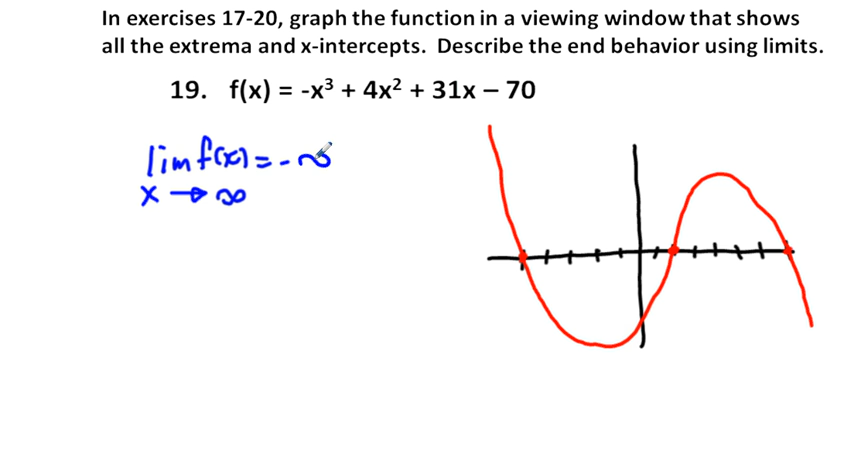 In exercises 17-20, graph the function in a viewing window that shows
all the extrema and x-intercepts. Describe the end behavior using limits.
19. f(x) = -x³ + 4x² + 31x – 70
lim f(x) = - ∞
x → ∞